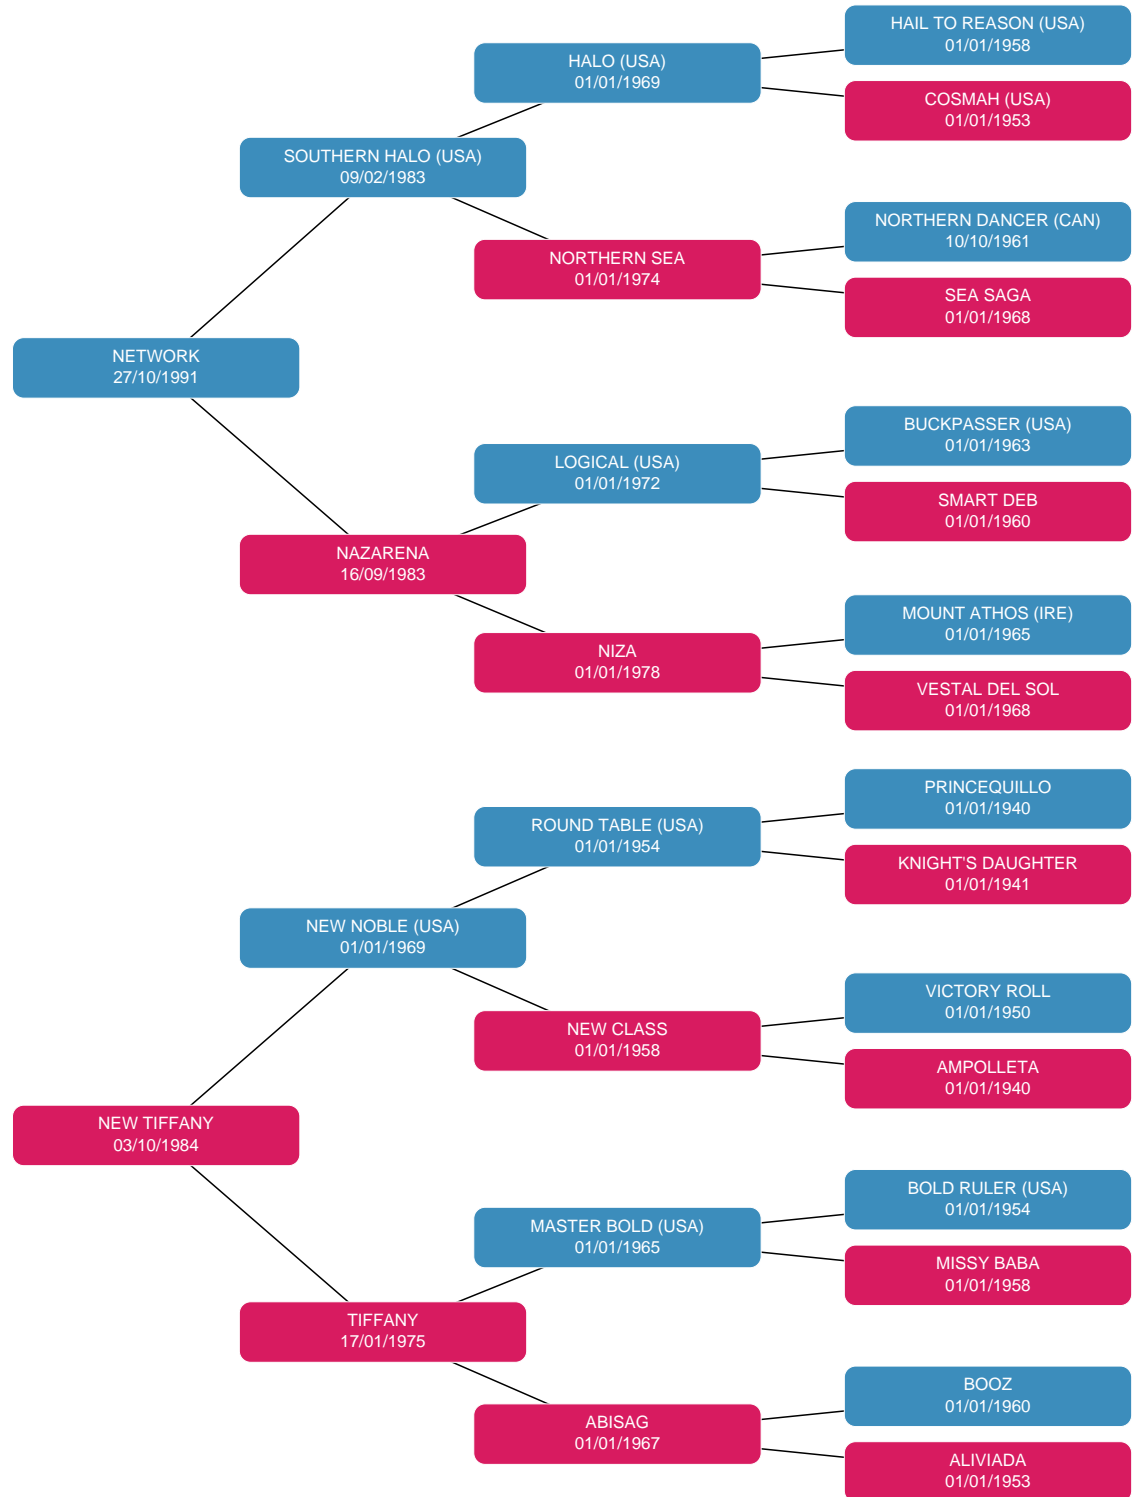 HAIL TO REASON (USA)
01/01/1958
HALO (USA)
01/01/1969
COSMAH (USA)
01/01/1953
SOUTHERN HALO (USA)
09/02/1983
NORTHERN DANCER (CAN)
10/10/1961
NORTHERN SEA
01/01/1974
SEA SAGA
01/01/1968
NETWORK
27/10/1991
BUCKPASSER (USA)
01/01/1963
LOGICAL (USA)
01/01/1972
SMART DEB
01/01/1960
NAZARENA
16/09/1983
MOUNT ATHOS (IRE)
01/01/1965
NIZA
01/01/1978
VESTAL DEL SOL
01/01/1968
PRINCEQUILLO
01/01/1940
ROUND TABLE (USA)
01/01/1954
KNIGHT'S DAUGHTER
01/01/1941
NEW NOBLE (USA)
01/01/1969
VICTORY ROLL
01/01/1950
NEW CLASS
01/01/1958
AMPOLLETA
01/01/1940
NEW TIFFANY
03/10/1984
BOLD RULER (USA)
01/01/1954
MASTER BOLD (USA)
01/01/1965
MISSY BABA
01/01/1958
TIFFANY
17/01/1975
BOOZ
01/01/1960
ABISAG
01/01/1967
ALIVIADA
01/01/1953